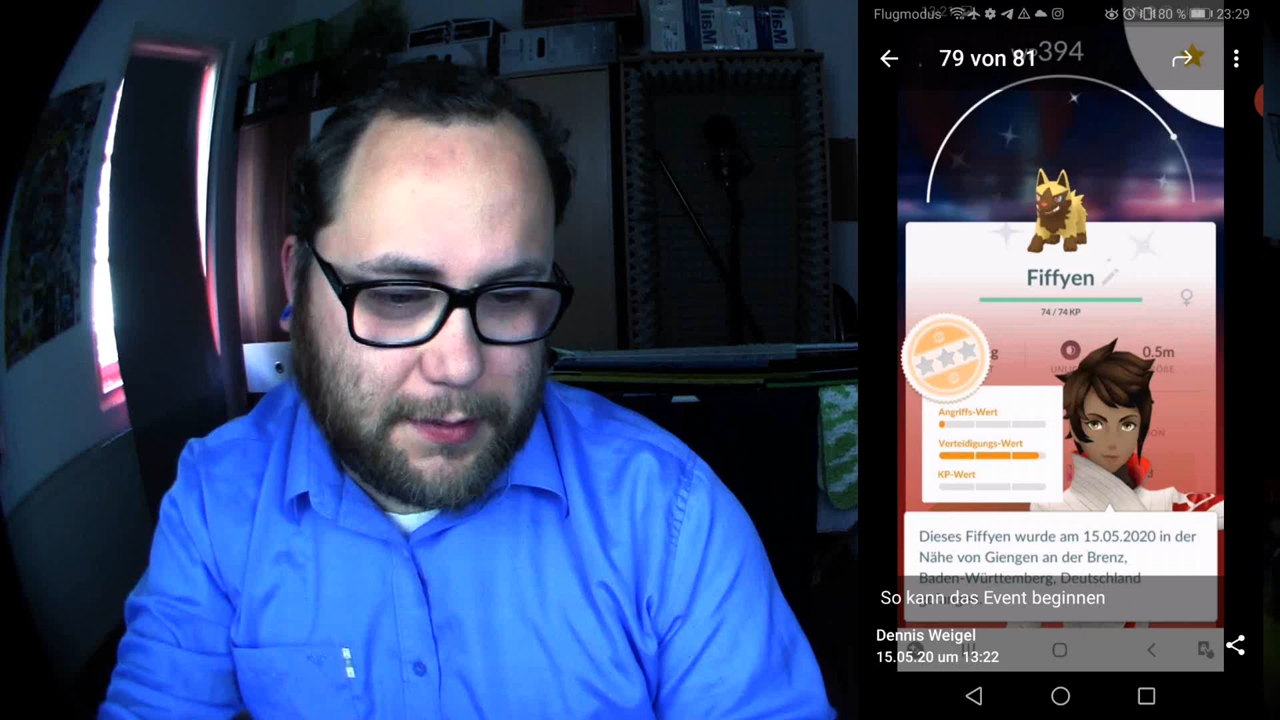 Flugmodus
80 %
23:29
79 von 81
394
Fiffyen
74 / 74 KP
0.5m
Angriffs-Wert
Verteidigungs-Wert
KP-Wert
Dieses Fiffyen wurde am 15.05.2020 in der
Nähe von Giengen an der Brenz,
Baden-Württemberg, Deutschland
So kann das Event beginnen
Dennis Weigel
15.05.20 um 13:22